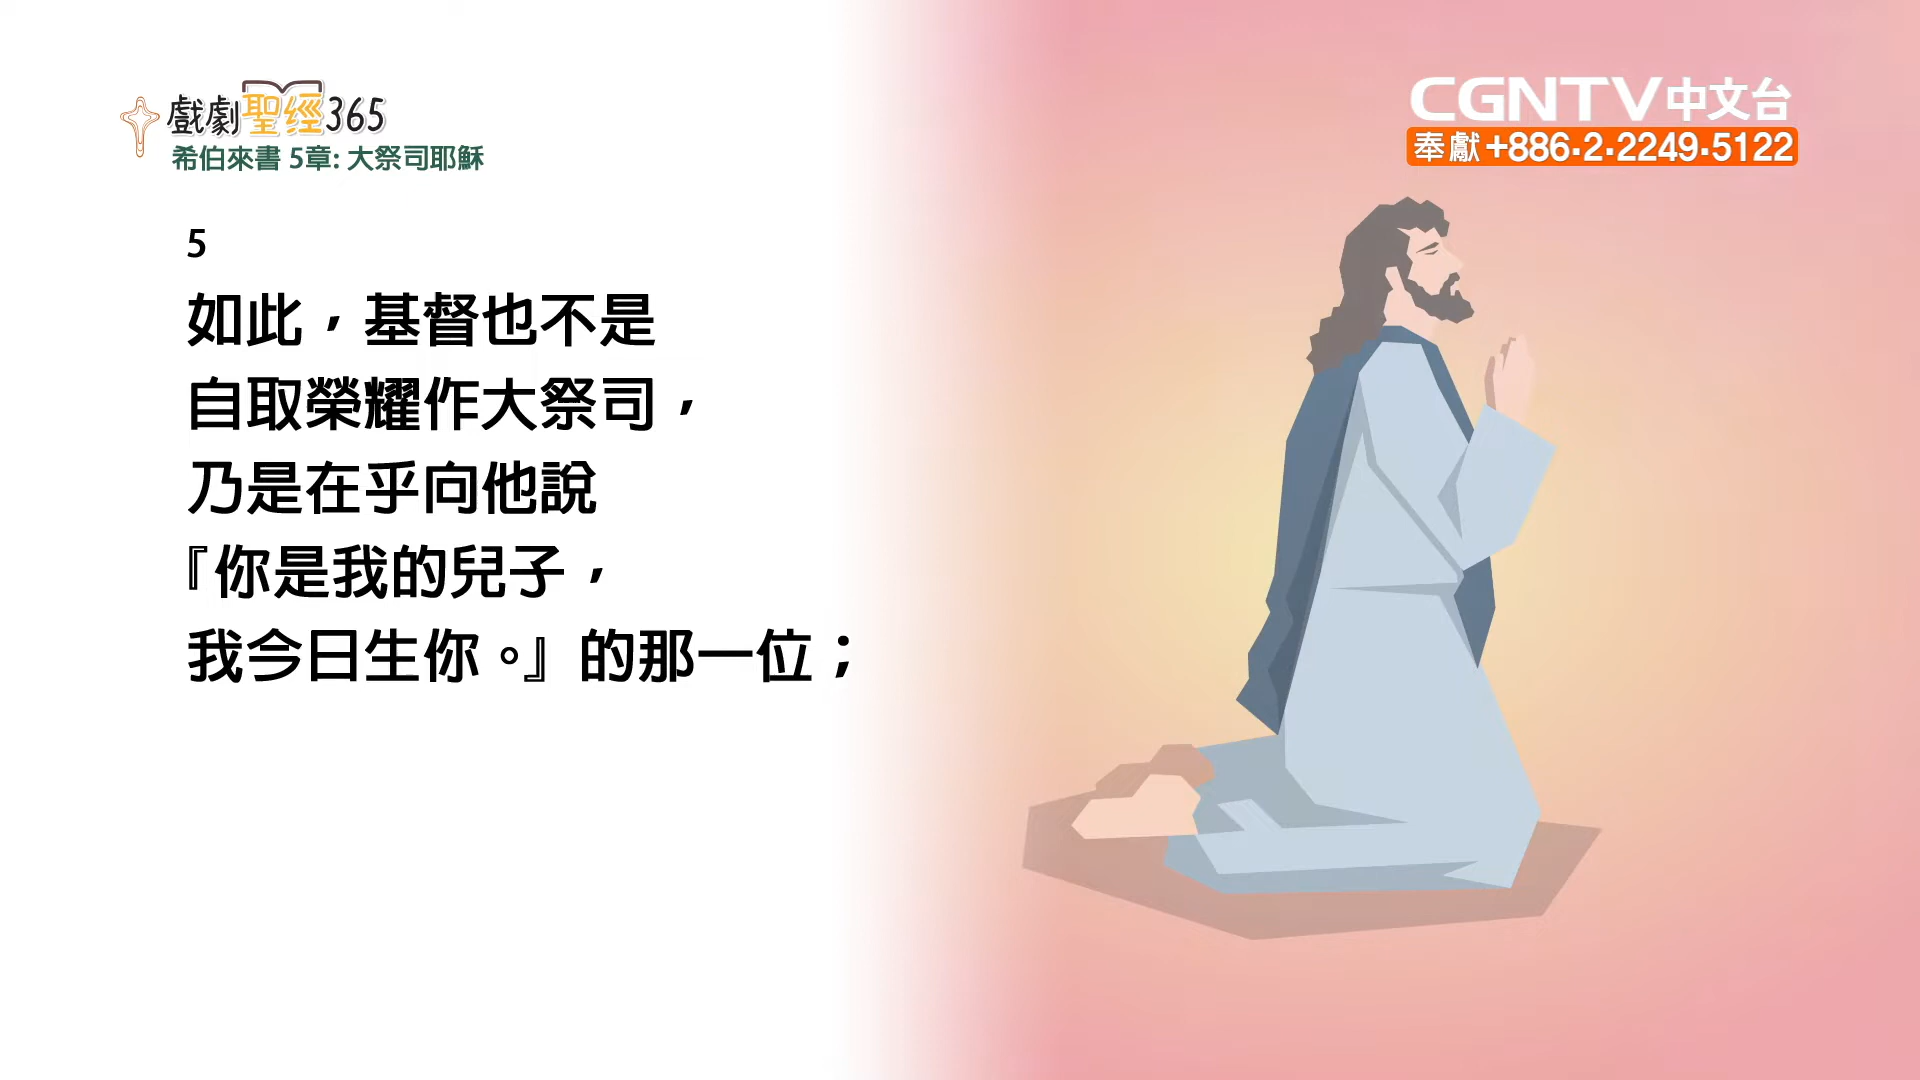 戲劇聖經365
希伯來書 5章: 大祭司耶穌
CGNTV中文台
奉獻 +886·2·2249·5122
5
如此，基督也不是
自取榮耀作大祭司，
乃是在乎向他說
『你是我的兒子，
我今日生你。』的那一位；